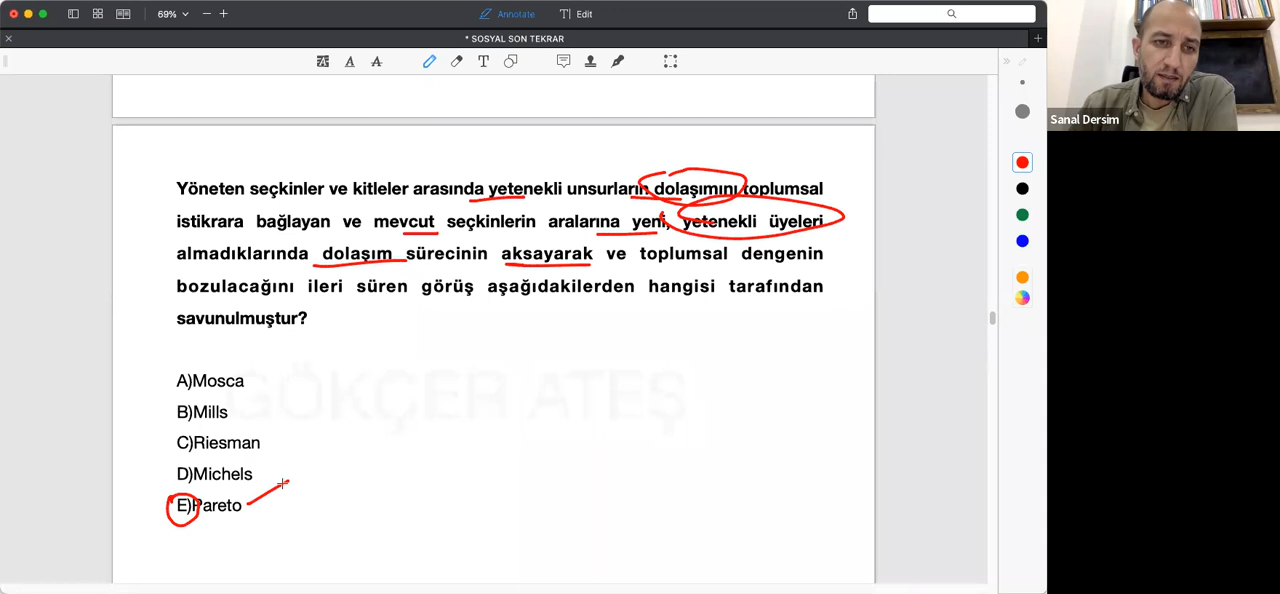 69%
Annotate
Edit
* SOSYAL SON TEKRAR
Sanal Dersim
Yöneten seçkinler ve kitleler arasında yetenekli unsurların dolaşımını toplumsal
istikrara bağlayan ve mevcut seçkinlerin aralarına yeni, yetenekli üyeleri
almadıklarında dolaşım sürecinin aksayarak ve toplumsal dengenin
bozulacağını ileri süren görüş aşağıdakilerden hangisi tarafından
savunulmuştur?
GÖKÇER ATEŞ
A)Mosca
B)Mills
C)Riesman
D)Michels
E)Pareto